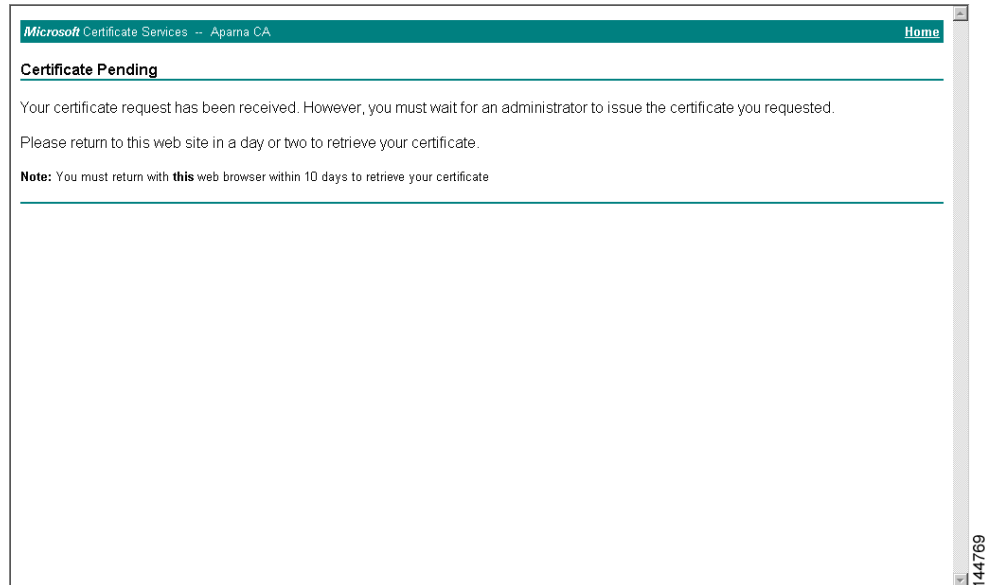 Microsoft Certificate Services -- Aparna CA Home
Certificate Pending
Your certificate request has been received. However, you must wait for an administrator to issue the certificate you requested.
Please return to this web site in a day or two to retrieve your certificate.
Note: You must return with this web browser within 10 days to retrieve your certificate
144769